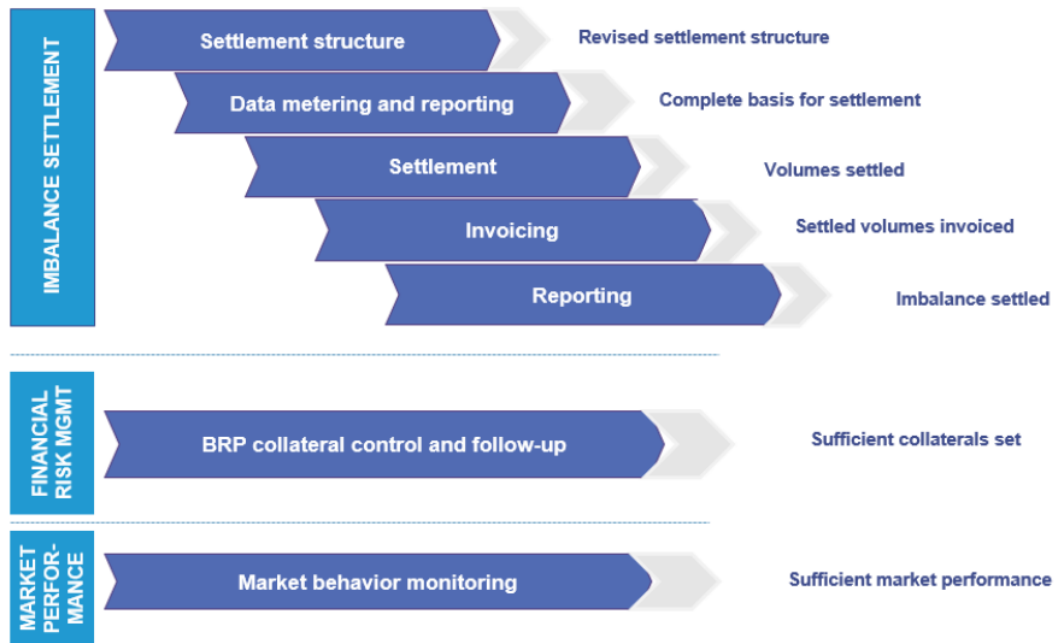 IMBALANCE SETTLEMENT
Settlement structure
Revised settlement structure
Data metering and reporting
Complete basis for settlement
Settlement
Volumes settled
Invoicing
Settled volumes invoiced
Reporting
Imbalance settled
FINANCIAL
RISK MGMT
BRP collateral control and follow-up
Sufficient collaterals set
MARKET
PERFOR-
MANCE
Market behavior monitoring
Sufficient market performance